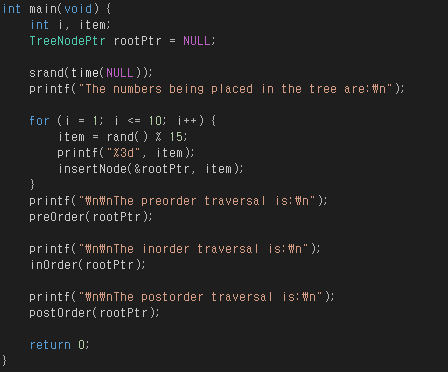 int main(void) {
    int i, item;
    TreeNodePtr rootPtr = NULL;

    srand(time(NULL));
    printf("The numbers being placed in the tree are:₩n");

    for (i = 1; i <= 10; i++) {
        item = rand() % 15;
        printf("%3d", item);
        insertNode(&rootPtr, item);
    }
    printf("₩n₩nThe preorder traversal is:₩n");
    preOrder(rootPtr);

    printf("₩n₩nThe inorder traversal is:₩n");
    inOrder(rootPtr);

    printf("₩n₩nThe postorder traversal is:₩n");
    postOrder(rootPtr);

    return 0;
}